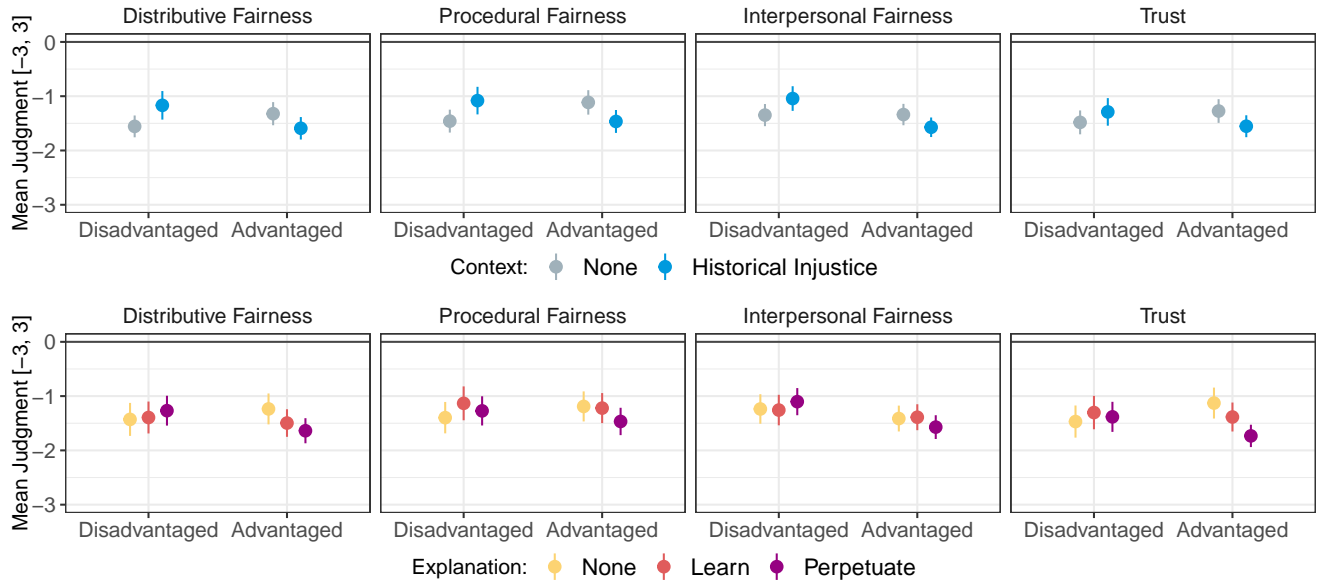 Distributive Fairness Procedural Fairness Interpersonal Fairness Trust
Mean Judgment [−3, 3]
0
−1
−2
−3
Disadvantaged Advantaged Disadvantaged Advantaged Disadvantaged Advantaged Disadvantaged Advantaged
Context: None Historical Injustice
Distributive Fairness Procedural Fairness Interpersonal Fairness Trust
Mean Judgment [−3, 3]
0
−1
−2
−3
Disadvantaged Advantaged Disadvantaged Advantaged Disadvantaged Advantaged Disadvantaged Advantaged
Explanation: None Learn Perpetuate